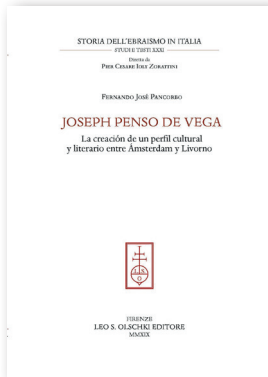 STORIA DELL'EBRAISMO IN ITALIA
STUDI E TESTI XXXI
Diretta da
PIER CESARE IOLY ZORATTINI
FERNANDO JOSÉ PANCORBO
JOSEPH PENSO DE VEGA
La creación de un perfil cultural
y literario entre Ámsterdam y Livorno
L S
O
FIRENZE
LEO S. OLSCHKI EDITORE
MMXIX